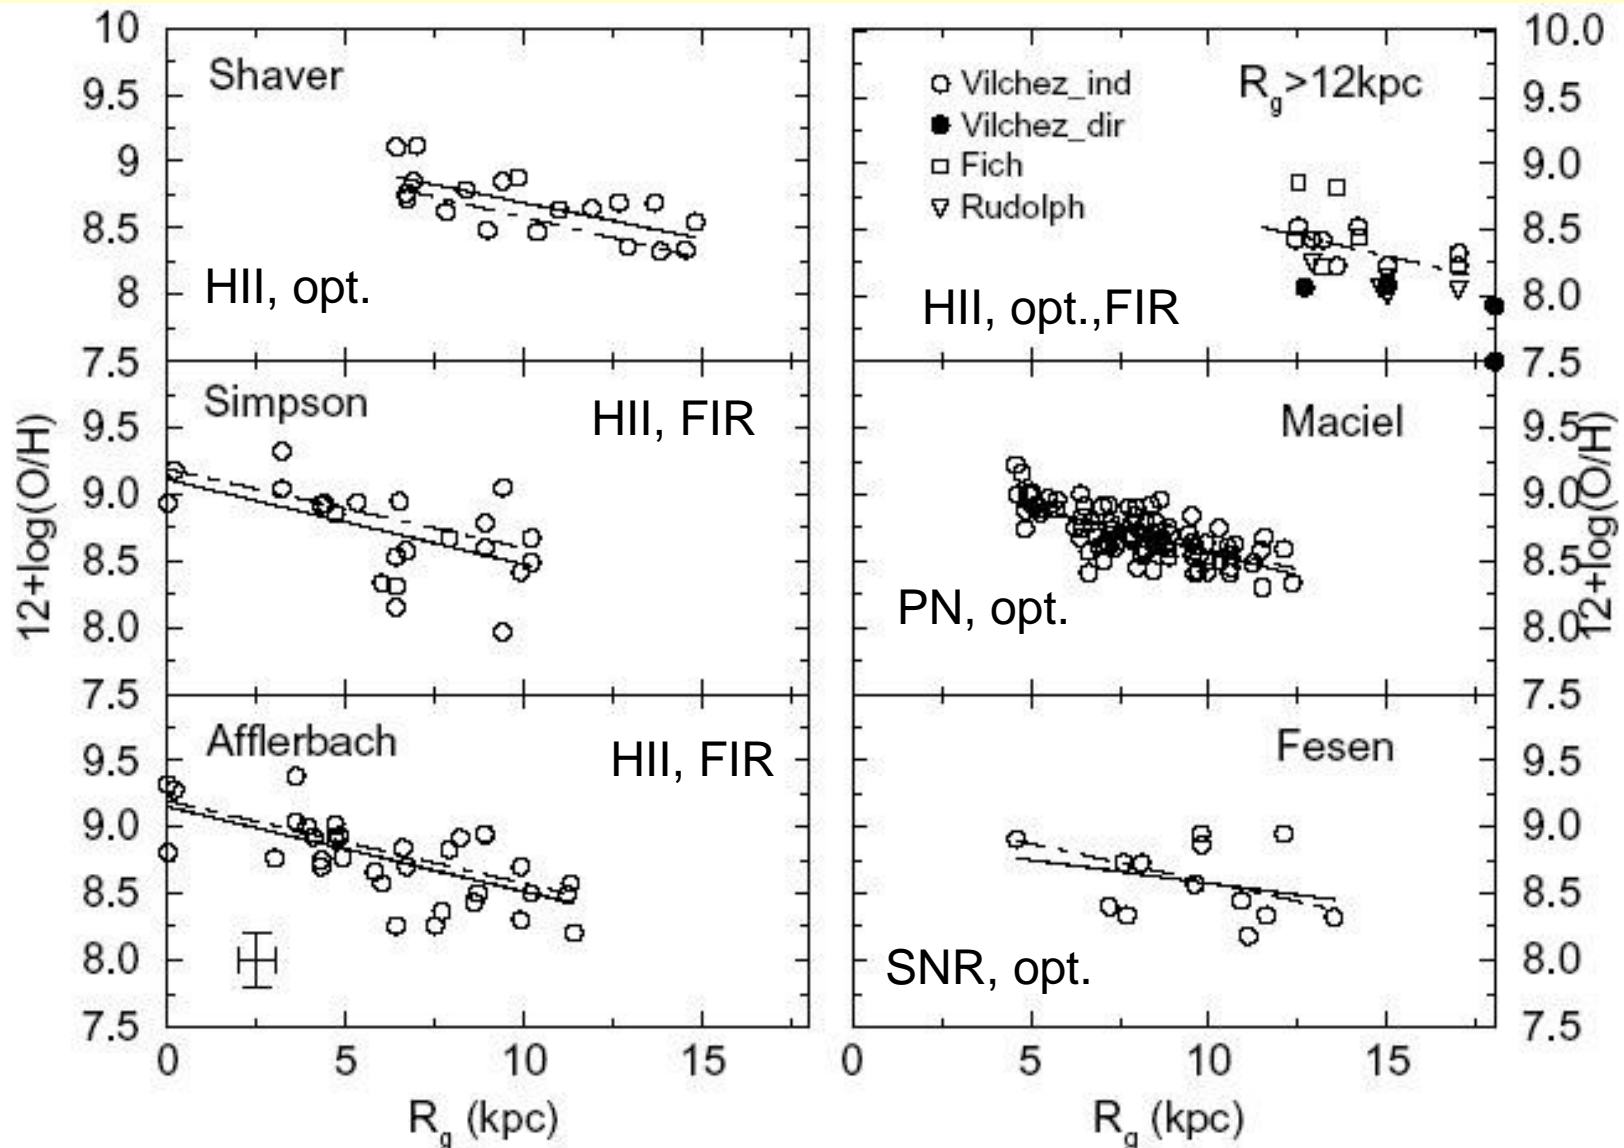 10
9.5
9
8.5
8
7.5
Shaver
HII, opt.
9.5
9.0
8.5
8.0
7.5
Simpson
HII, FIR
12+log(O/H)
9.5
9.0
8.5
8.0
7.5
Afflerbach
HII, FIR
0
5
10
15
R_g (kpc)
10.0
9.5
9.0
8.5
8.0
7.5
Vilchez_ind
Vilchez_dir
Fich
Rudolph
R_g>12kpc
HII, opt.,FIR
9.5
9.0
8.5
8.0
7.5
Maciel
PN, opt.
12+log(O/H)
9.5
9.0
8.5
8.0
7.5
Fesen
SNR, opt.
0
5
10
15
R_g (kpc)